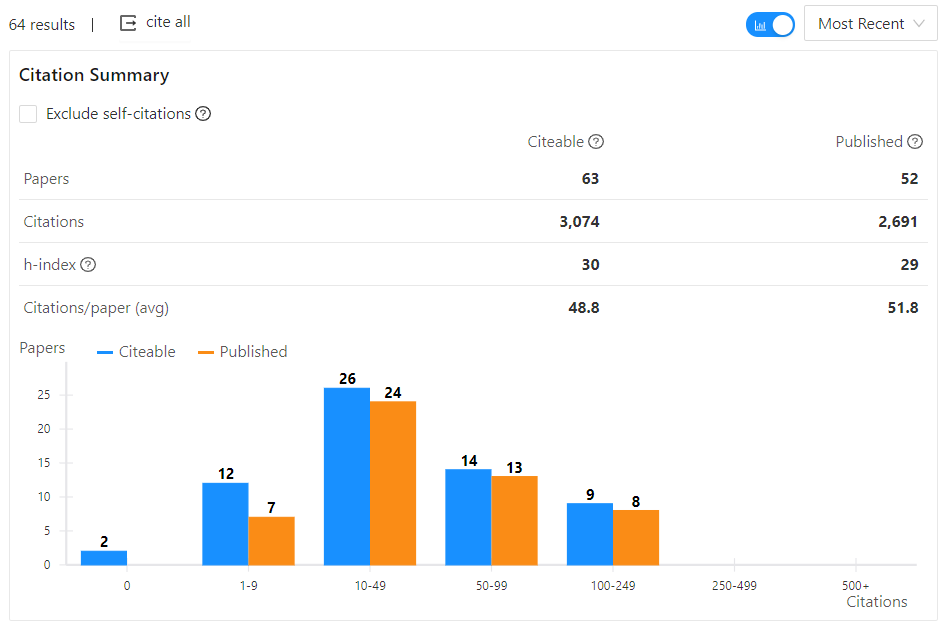 64 results | cite all Most Recent
Citation Summary
Exclude self-citations ?
Citeable ? Published ?
Papers 63 52
Citations 3,074 2,691
h-index ? 30 29
Citations/paper (avg) 48.8 51.8
Papers Citeable Published
26
25 24
20
15 14 13
12
10 9 8
7
5
2
0
0 1-9 10-49 50-99 100-249 250-499 500+
Citations